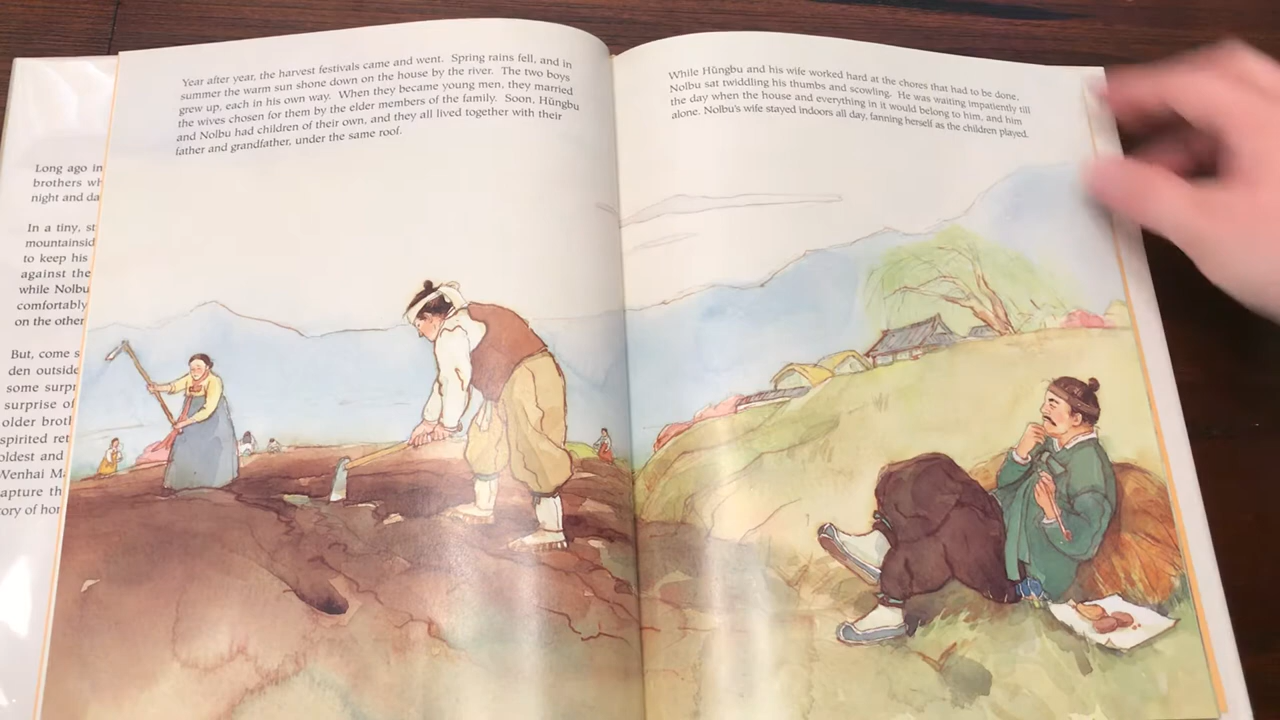 Long ago in
brothers wh
night and da
In a tiny, st
mountainsid
to keep his
against the
while Nolbu
comfortably
on the other
But, come s
den outside
some surpr
surprise of
older brotl
spirited ret
oldest and
Wenhai Ma
apture th
ory of hor
Year after year, the harvest festivals came and went. Spring rains fell, and in
summer the warm sun shone down on the house by the river. The two boys
grew up, each in his own way. When they became young men, they married
the wives chosen for them by the elder members of the family. Soon, Hŭngbu
and Nolbu had children of their own, and they all lived together with their
father and grandfather, under the same roof.
While Hŭngbu and his wife worked hard at the chores that had to be done,
Nolbu sat twiddling his thumbs and scowling. He was waiting impatiently till
the day when the house and everything in it would belong to him, and him
alone. Nolbu's wife stayed indoors all day, fanning herself as the children played.